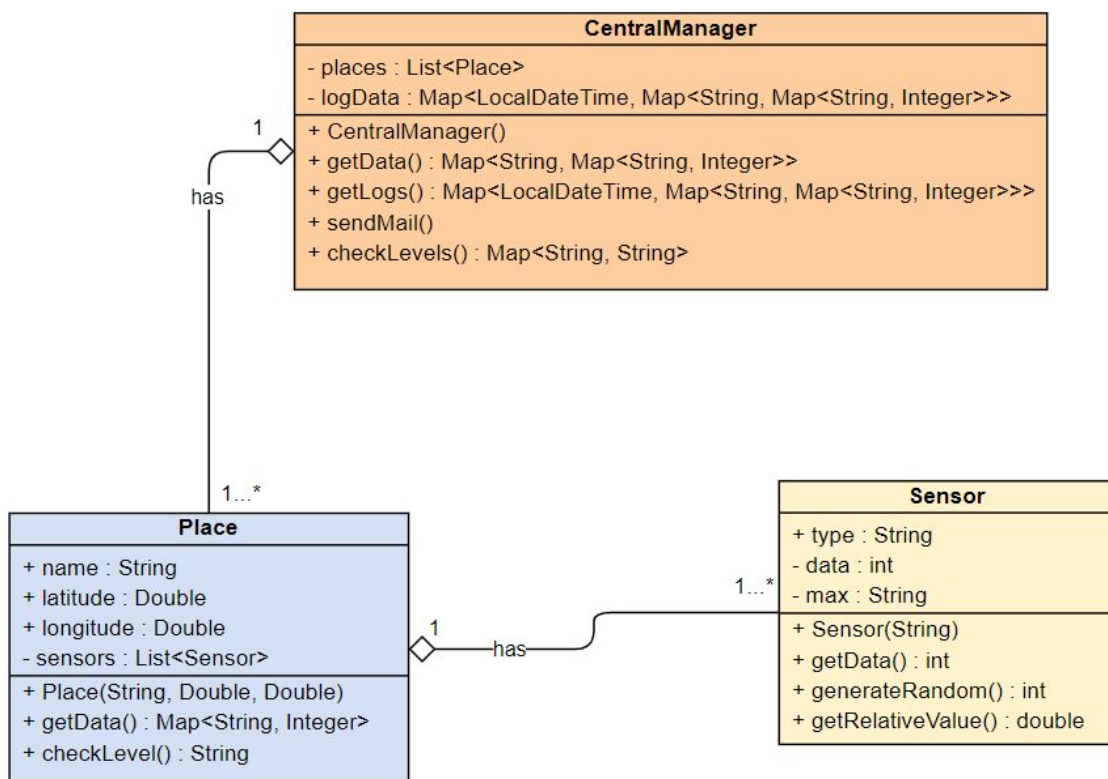 CentralManager
- places : List<Place>
- logData : Map<LocalDateTime, Map<String, Map<String, Integer>>>
+ CentralManager()
+ getData() : Map<String, Map<String, Integer>>
+ getLogs() : Map<LocalDateTime, Map<String, Map<String, Integer>>>
+ sendMail()
+ checkLevels() : Map<String, String>
1
has
1...*
Place
+ name : String
+ latitude : Double
+ longitude : Double
- sensors : List<Sensor>
+ Place(String, Double, Double)
+ getData() : Map<String, Integer>
+ checkLevel() : String
1
has
1...*
Sensor
+ type : String
- data : int
- max : String
+ Sensor(String)
+ getData() : int
+ generateRandom() : int
+ getRelativeValue() : double